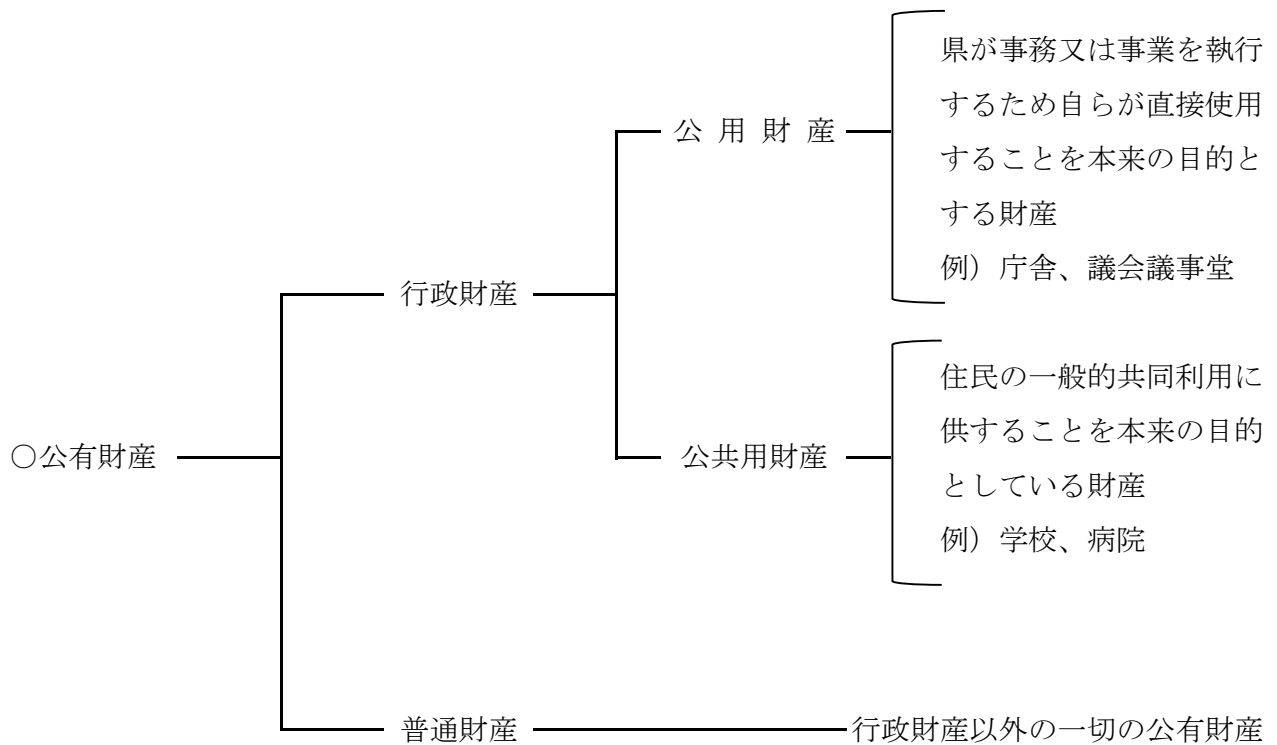 県が事務又は事業を執行
するため自らが直接使用
することを本来の目的と
する財産
例）庁舎、議会議事堂
公用財産
行政財産
住民の一般的共同利用に
供することを本来の目的
としている財産
例）学校、病院
公共用財産
○公有財産
普通財産
行政財産以外の一切の公有財産